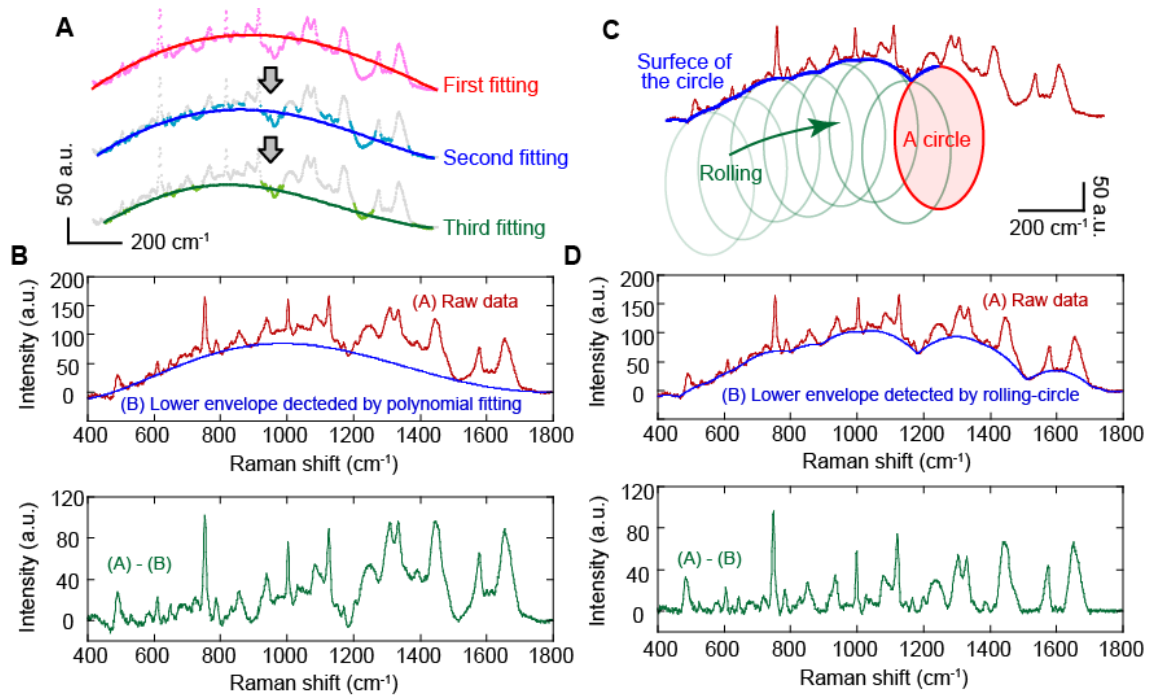 A
First fitting
Second fitting
Third fitting
50 a.u.
200 cm⁻¹
C
Surfece of
the circle
Rolling
A circle
50 a.u.
200 cm⁻¹
B
200
150
100
50
0
Intensity (a.u.)
(A) Raw data
(B) Lower envelope decteded by polynomial fitting
400 600 800 1000 1200 1400 1600 1800
Raman shift (cm⁻¹)
120
80
40
0
Intensity (a.u.)
(A) - (B)
400 600 800 1000 1200 1400 1600 1800
Raman shift (cm⁻¹)
D
200
150
100
50
0
Intensity (a.u.)
(A) Raw data
(B) Lower envelope detected by rolling-circle
400 600 800 1000 1200 1400 1600 1800
Raman shift (cm⁻¹)
120
80
40
0
Intensity (a.u.)
(A) - (B)
400 600 800 1000 1200 1400 1600 1800
Raman shift (cm⁻¹)